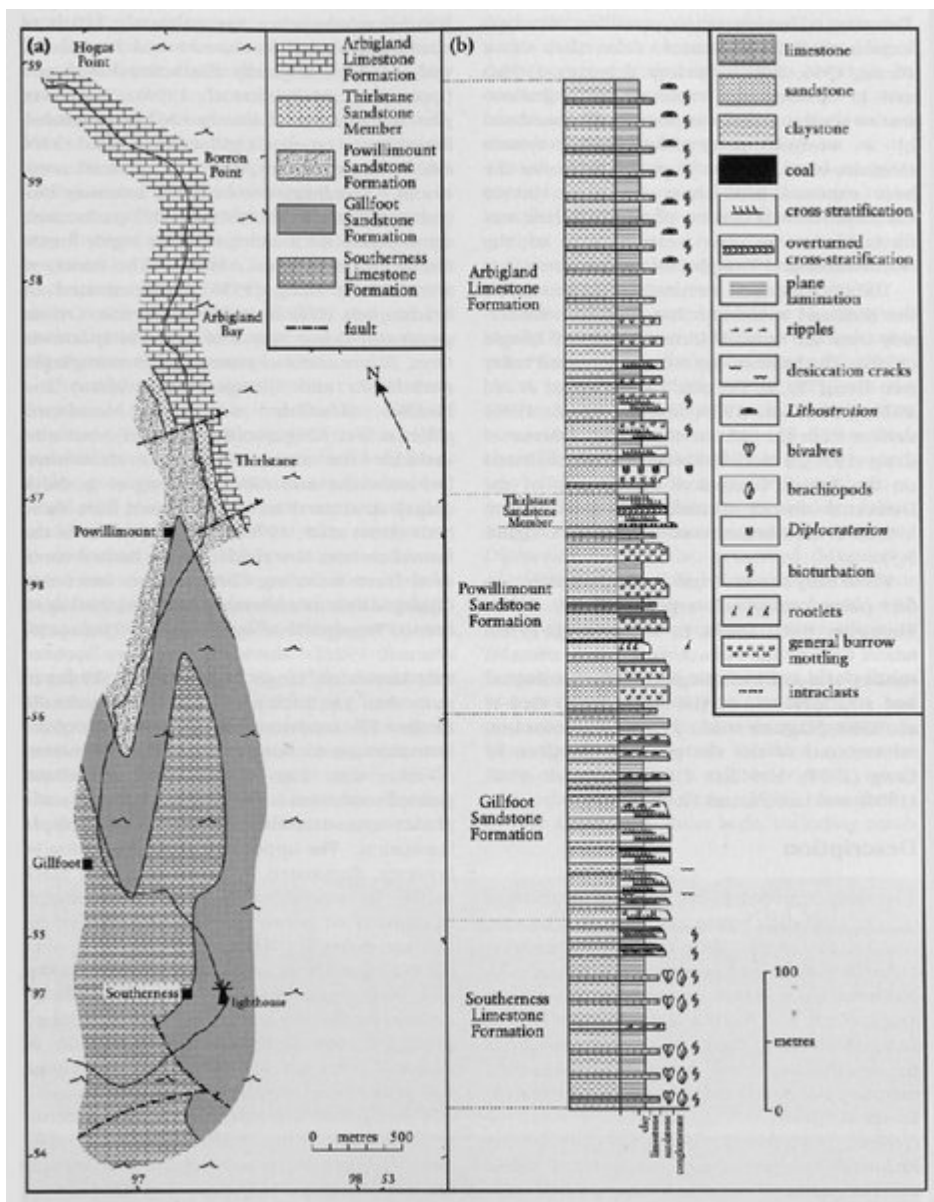 (a)
Hogus
Point
59
Borron
Point
99
58
Arbigland
Bay
N
Thirlstane
57
Powillimount
98
56
Gillfoot
55
97
Southerness
lighthouse
0 metres 500
54
97
98 53
Arbigland
Limestone
Formation
Thirlstane
Sandstone
Member
Powillimount
Sandstone
Formation
Gillfoot
Sandstone
Formation
Southerness
Limestone
Formation
fault
(b)
Arbigland
Limestone
Formation
Thirlstane
Sandstone
Member
Powillimount
Sandstone
Formation
Gillfoot
Sandstone
Formation
Southerness
Limestone
Formation
clay
limestone
sandstone
conglomerate
100
metres
0
limestone
sandstone
claystone
coal
cross-stratification
overturned
cross-stratification
plane
lamination
ripples
desiccation cracks
Lithostrotion
bivalves
brachiopods
Diplocraterion
bioturbation
rootlets
general burrow
mottling
intraclasts